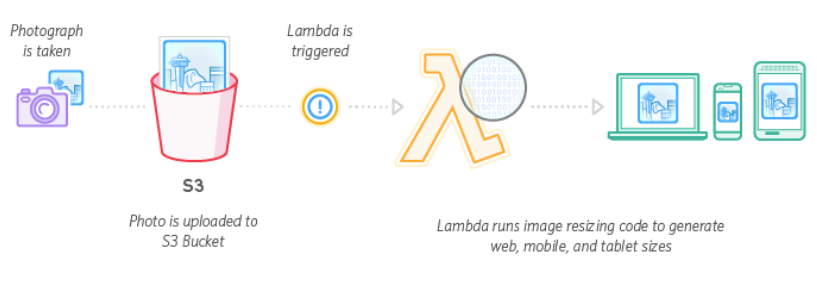 Photograph
is taken
Lambda is
triggered
S3
Photo is uploaded to
S3 Bucket
Lambda runs image resizing code to generate
web, mobile, and tablet sizes